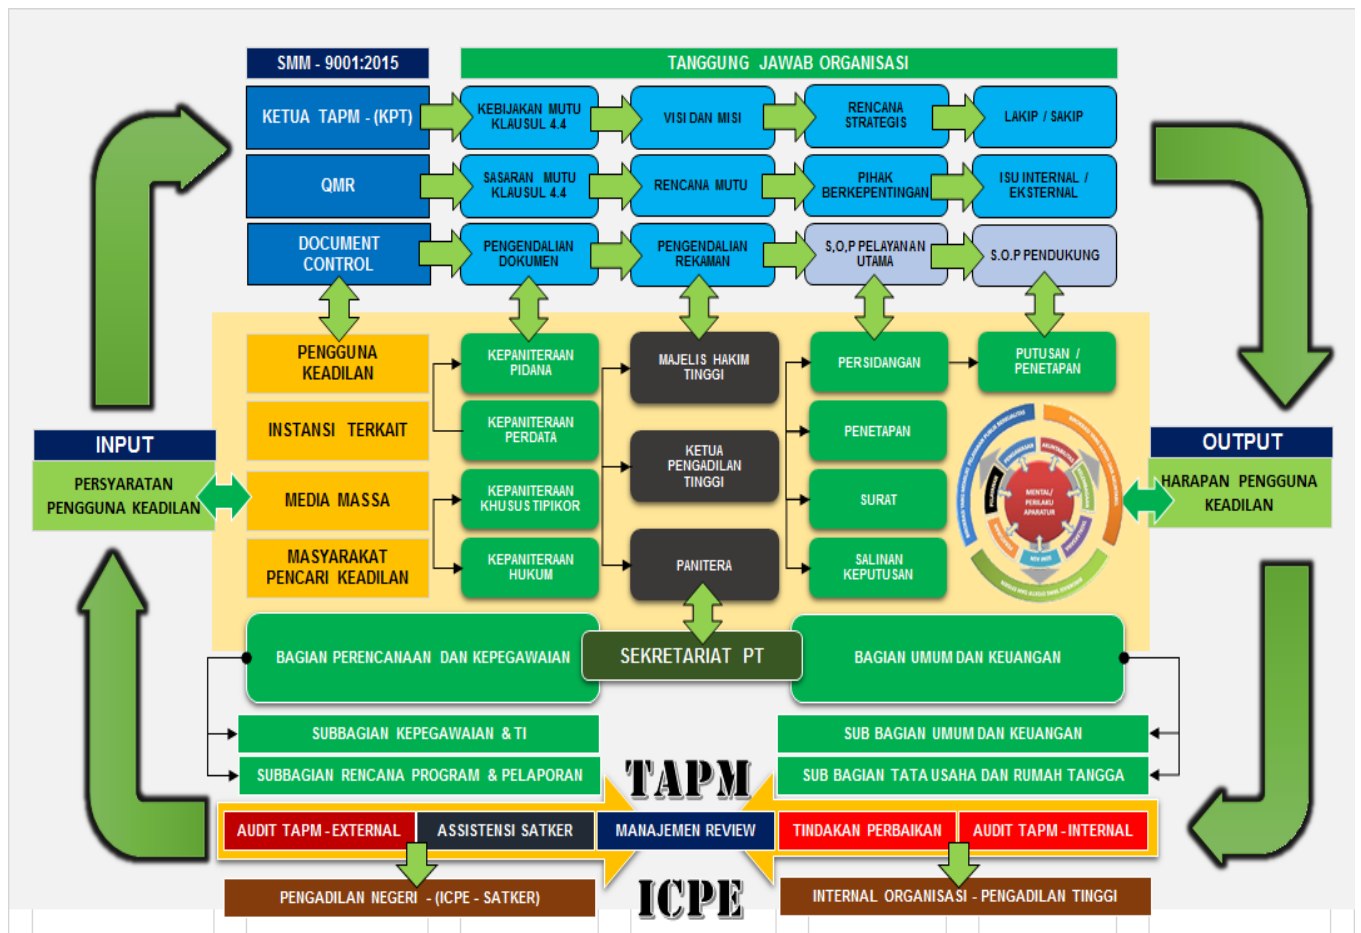 SMM - 9001:2015
TANGGUNG JAWAB ORGANISASI
KETUA TAPM - (KPT)
KEBIJAKAN MUTU
KLAUSUL 4.4
VISI DAN MISI
RENCANA
STRATEGIS
LAKIP / SAKIP
QMR
SASARAN MUTU
KLAUSUL 4.4
RENCANA MUTU
PIHAK
BERKEPENTINGAN
ISU INTERNAL /
EKSTERNAL
DOCUMENT
CONTROL
PENGENDALIAN
DOKUMEN
PENGENDALIAN
REKAMAN
S,O,P PELAYANAN
UTAMA
S.O.P PENDUKUNG
PENGGUNA
KEADILAN
KEPANITERAAN
PIDANA
MAJELIS HAKIM
TINGGI
PERSIDANGAN
PUTUSAN /
PENETAPAN
INSTANSI TERKAIT
KEPANITERAAN
PERDATA
PENETAPAN
INPUT
PERSYARATAN
PENGGUNA KEADILAN
KETUA
PENGADILAN
TINGGI
OUTPUT
HARAPAN PENGGUNA
KEADILAN
MEDIA MASSA
KEPANITERAAN
KHUSUS TIPIKOR
SURAT
MENTAL/
PERILAKU
APARATUR
PENGAWASAN
AKUNTABILITAS
MASYARAKAT
PENCARI KEADILAN
KEPANITERAAN
HUKUM
PANITERA
SALINAN
KEPUTUSAN
BAGIAN PERENCANAAN DAN KEPEGAWAIAN
SEKRETARIAT PT
BAGIAN UMUM DAN KEUANGAN
SUBBAGIAN KEPEGAWAIAN & TI
SUB BAGIAN UMUM DAN KEUANGAN
SUBBAGIAN RENCANA PROGRAM & PELAPORAN
SUB BAGIAN TATA USAHA DAN RUMAH TANGGA
TAPM
AUDIT TAPM - EXTERNAL
ASSISTENSI SATKER
MANAJEMEN REVIEW
TINDAKAN PERBAIKAN
AUDIT TAPM - INTERNAL
ICPE
PENGADILAN NEGERI - (ICPE - SATKER)
INTERNAL ORGANISASI - PENGADILAN TINGGI